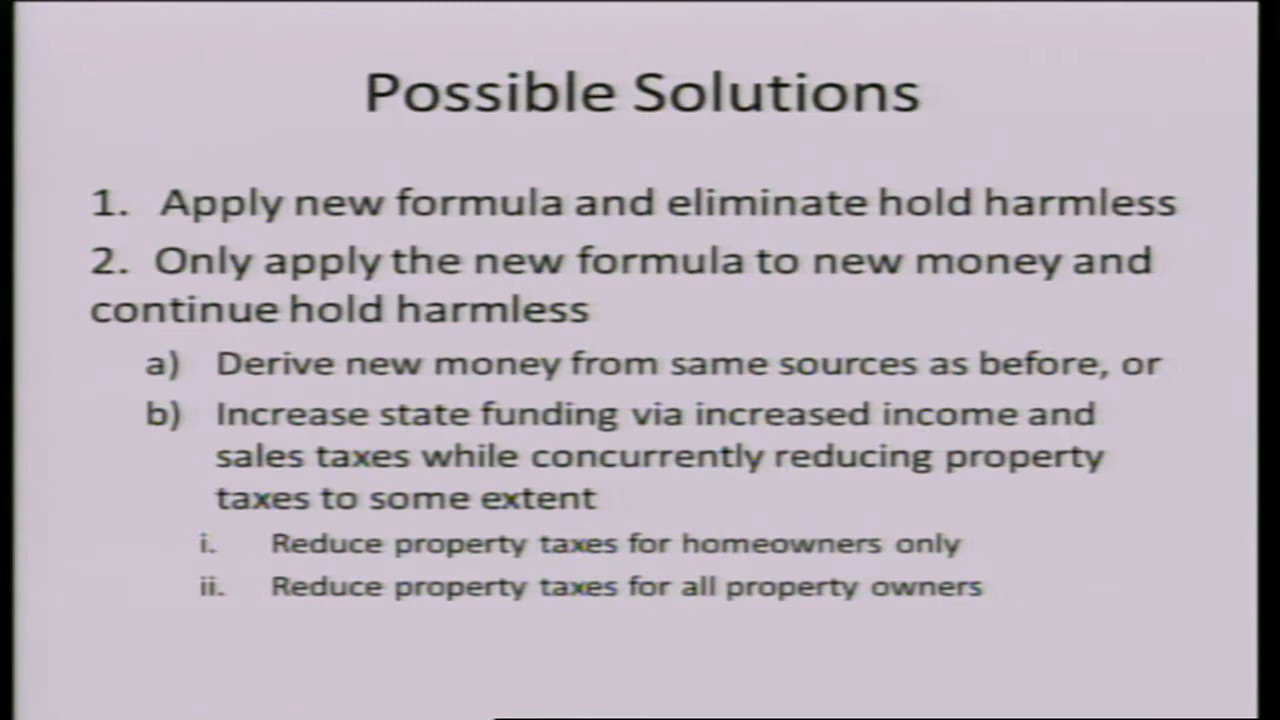 Possible Solutions
1. Apply new formula and eliminate hold harmless
2. Only apply the new formula to new money and
continue hold harmless
a) Derive new money from same sources as before, or
b) Increase state funding via increased income and
sales taxes while concurrently reducing property
taxes to some extent
i. Reduce property taxes for homeowners only
ii. Reduce property taxes for all property owners